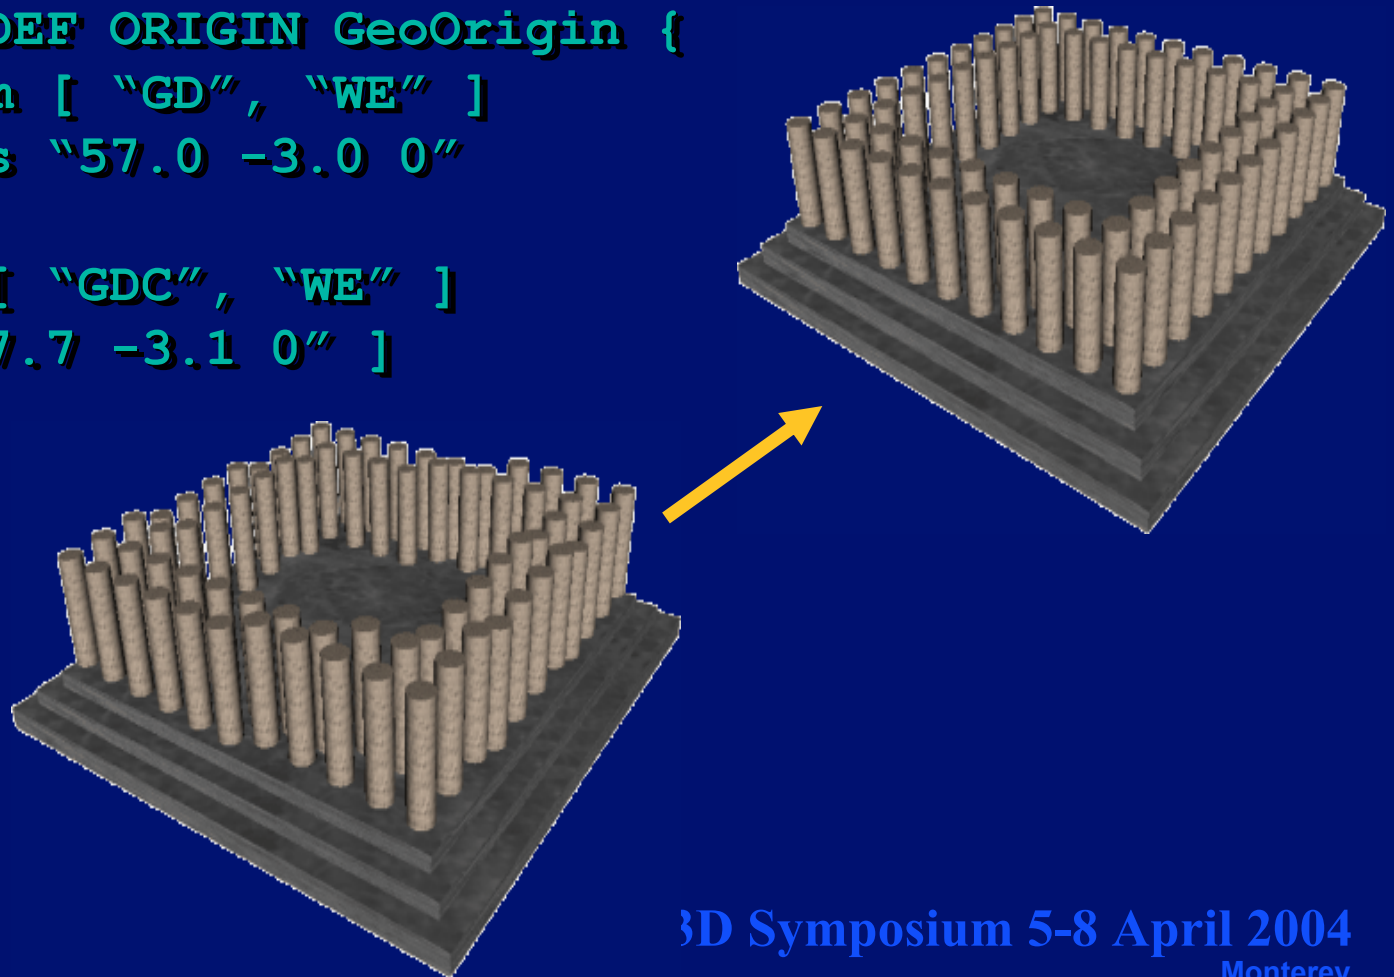 DEF ORIGIN GeoOrigin {
[ “GD”, “WE” ]
“57.0 -3.0 0”
[ “GDC”, “WE” ]
7.7 -3.1 0” ]
3D Symposium 5-8 April 2004
Monterey